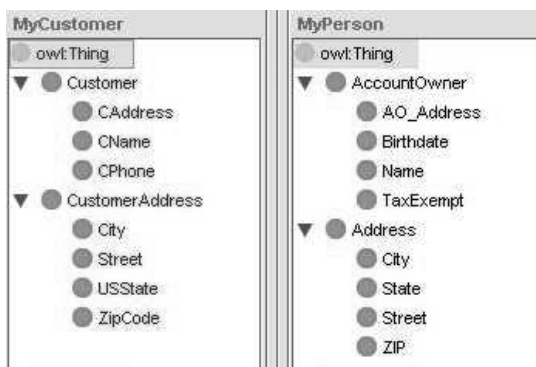 MyCustomer
owl:Thing
Customer
CAddress
CName
CPhone
CustomerAddress
City
Street
USState
ZipCode
MyPerson
owl:Thing
AccountOwner
AO_Address
Birthdate
Name
TaxExempt
Address
City
State
Street
ZIP